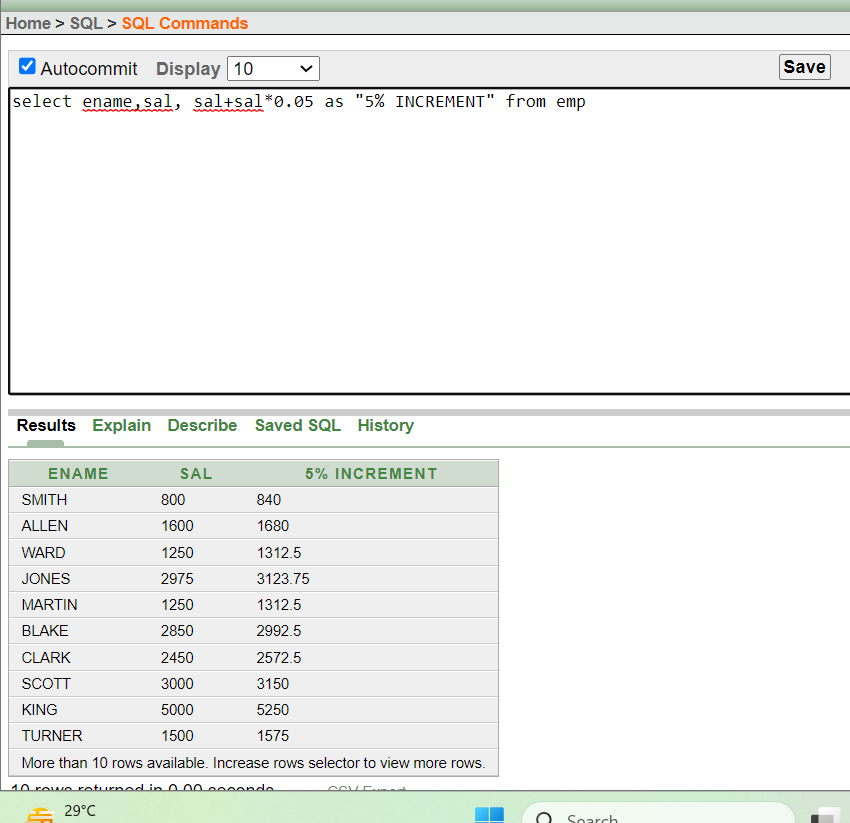 Home > SQL > SQL Commands
Autocommit Display 10 Save
select ename,sal, sal+sal*0.05 as "5% INCREMENT" from emp
Results Explain Describe Saved SQL History
ENAME SAL 5% INCREMENT
SMITH 800 840
ALLEN 1600 1680
WARD 1250 1312.5
JONES 2975 3123.75
MARTIN 1250 1312.5
BLAKE 2850 2992.5
CLARK 2450 2572.5
SCOTT 3000 3150
KING 5000 5250
TURNER 1500 1575
More than 10 rows available. Increase rows selector to view more rows.
10 rows returned in 0.00 seconds CSV Export
29°C Search